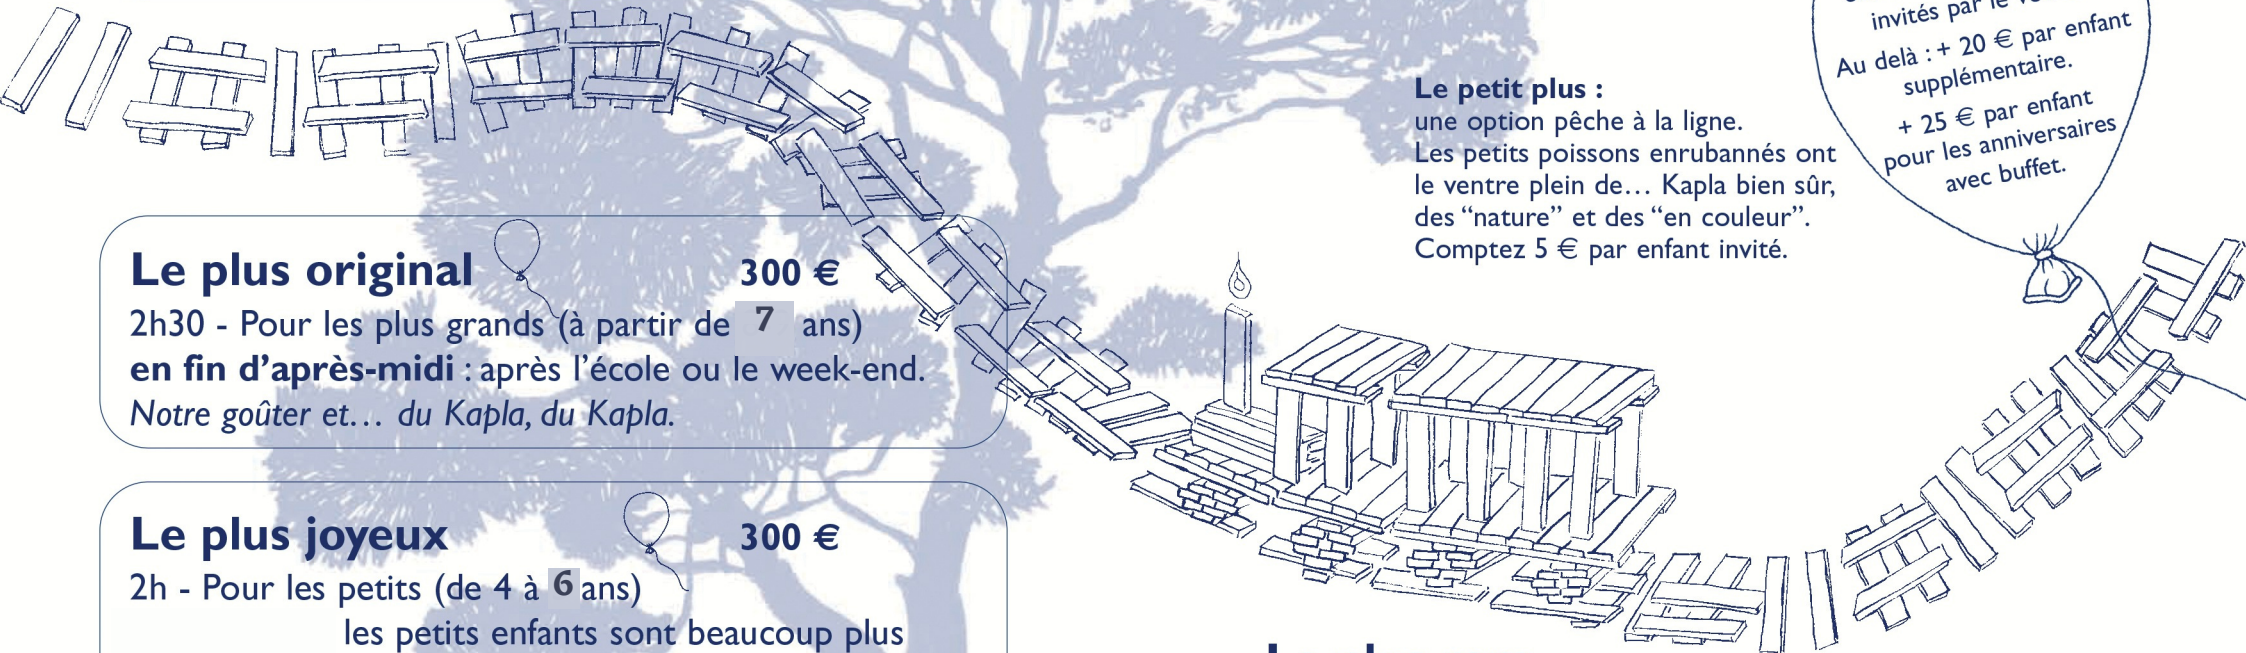 invités par le
Au delà : + 20 € par enfant
supplémentaire.
+ 25 € par enfant
pour les anniversaires
avec buffet.
Le petit plus :
une option pêche à la ligne.
Les petits poissons enrubannés ont
le ventre plein de… Kapla bien sûr,
des “nature” et des “en couleur”.
Comptez 5 € par enfant invité.
Le plus original 300 €
2h30 - Pour les plus grands (à partir de 7 ans)
en fin d’après-midi : après l’école ou le week-end.
Notre goûter et… du Kapla, du Kapla.
Le plus joyeux 300 €
2h - Pour les petits (de 4 à 6 ans)
les petits enfants sont beaucoup plus